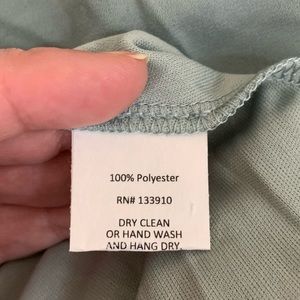 100% Polyester
RN# 133910
DRY CLEAN
OR HAND WASH
AND HANG DRY.